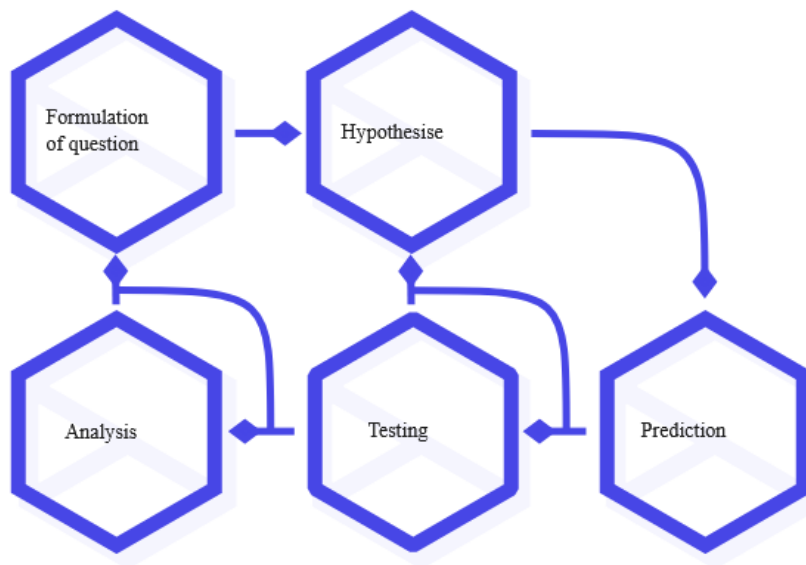 Formulation
of question
Hypothesise
Analysis
Testing
Prediction